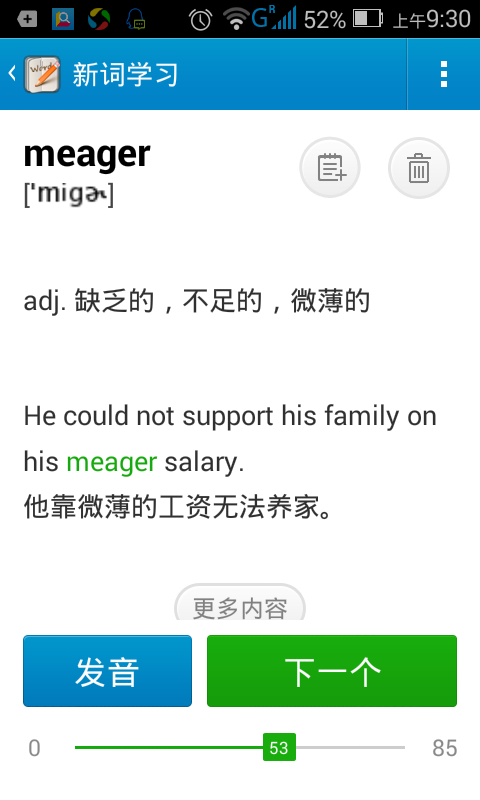 52% 上午9:30
新词学习
meager
['migɚ]
adj. 缺乏的，不足的，微薄的
He could not support his family on
his meager salary.
他靠微薄的工资无法养家。
更多内容
发音 下一个
0 53 85